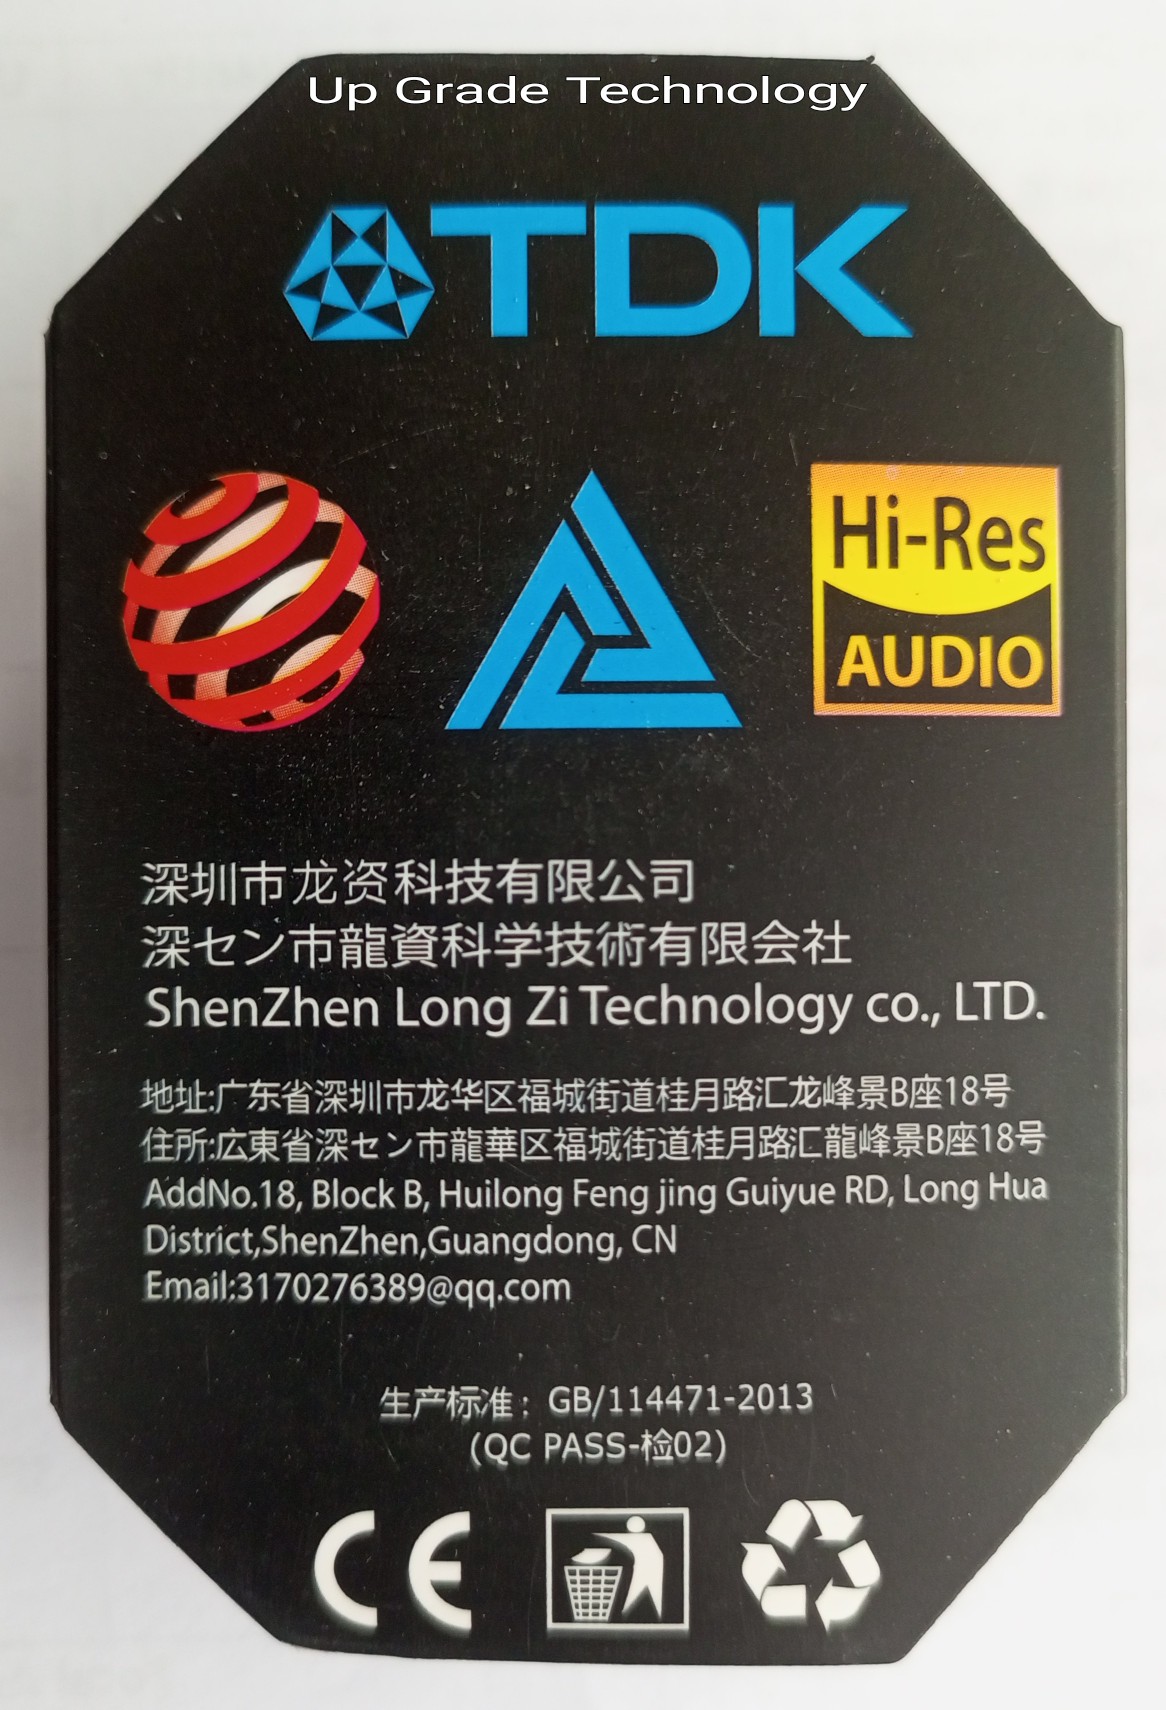 Up Grade Technology
TDK
Hi-Res
AUDIO
深圳市龙资科技有限公司
深セン市龍資科学技術有限会社
ShenZhen Long Zi Technology co., LTD.
地址:广东省深圳市龙华区福城街道桂月路汇龙峰景B座18号
住所:広東省深セン市龍華区福城街道桂月路汇龍峰景B座18号
AddNo.18, Block B, Huilong Feng jing Guiyue RD, Long Hua
District,ShenZhen,Guangdong, CN
Email:3170276389@qq.com
生产标准：GB/114471-2013
(QC PASS-检02)
CE